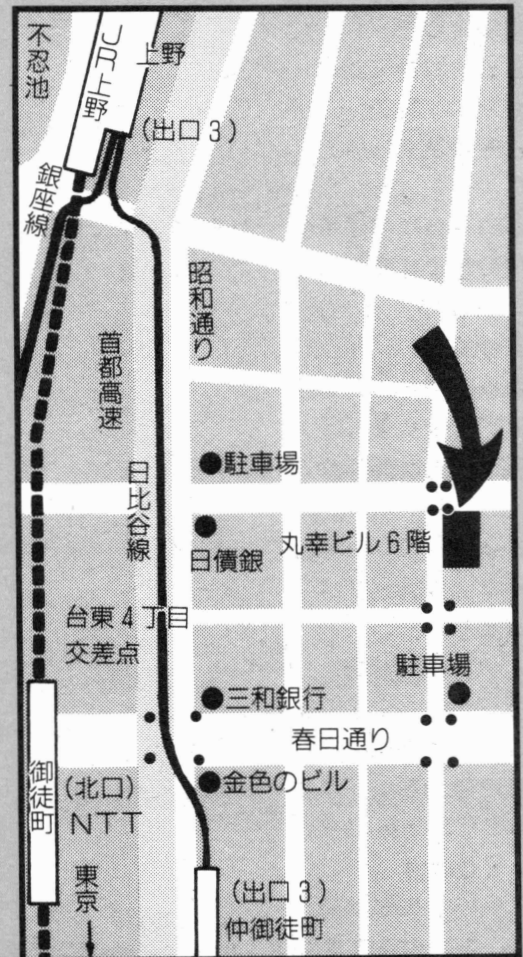 不忍池
JR上野
上野
(出口3)
銀座線
昭和通り
首都高速
駐車場
日比谷線
日債銀
丸幸ビル6階
台東4丁目
交差点
駐車場
三和銀行
春日通り
御徒町
(北口)
NTT
金色のビル
東京
(出口3)
仲御徒町